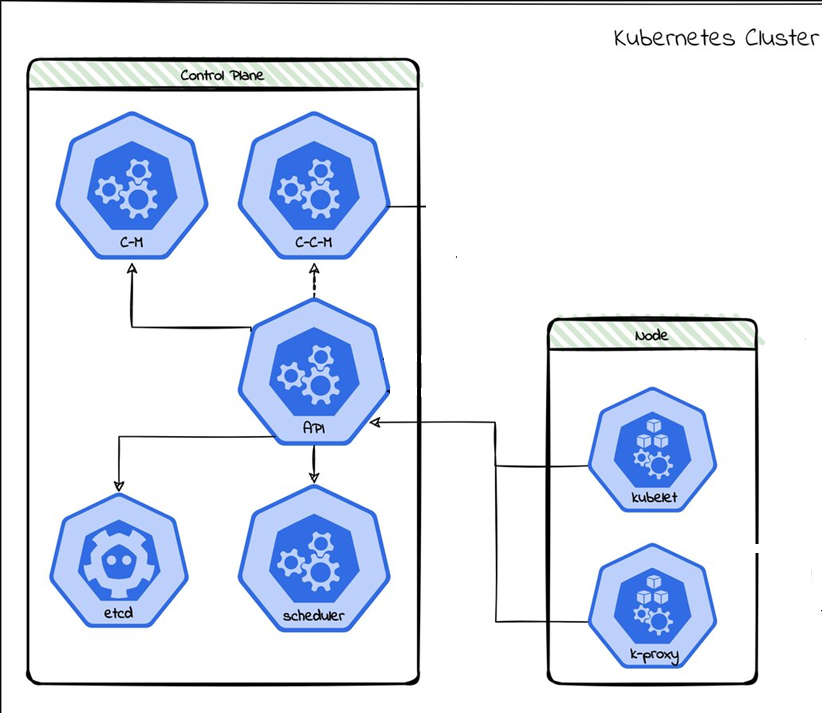 Kubernetes Cluster
Control Plane
C-M
C-C-M
API
etcd
scheduler
Node
kubelet
k-proxy